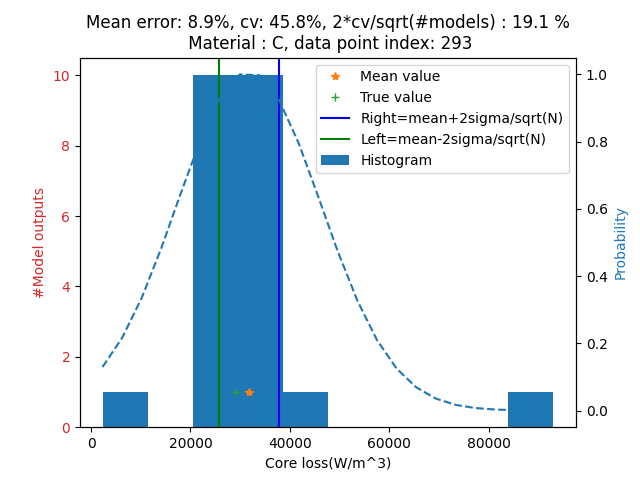 Mean error: 8.9%, cv: 45.8%, 2*cv/sqrt(#models) : 19.1 %
Material : C, data point index: 293
Mean value
True value
Right=mean+2sigma/sqrt(N)
Left=mean-2sigma/sqrt(N)
Histogram
#Model outputs
10
8
6
4
2
0
Probability
1.0
0.8
0.6
0.4
0.2
0.0
0 20000 40000 60000 80000
Core loss(W/m^3)